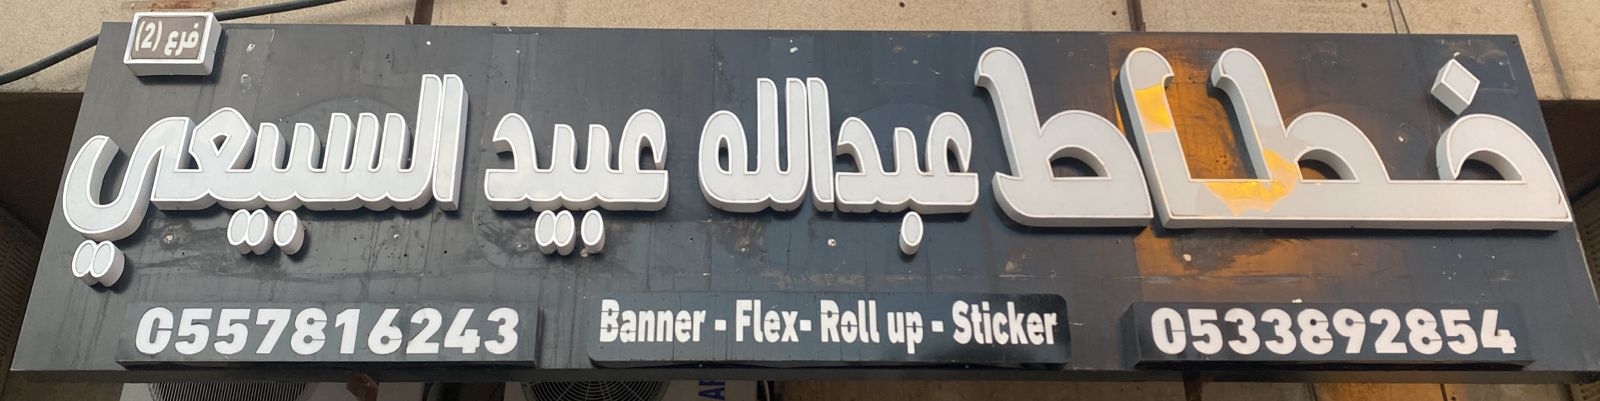 فرع (2)
خطاط عبدالله عبيد السبيعي
0557816243
Banner - Flex- Roll up - Sticker
0533892854